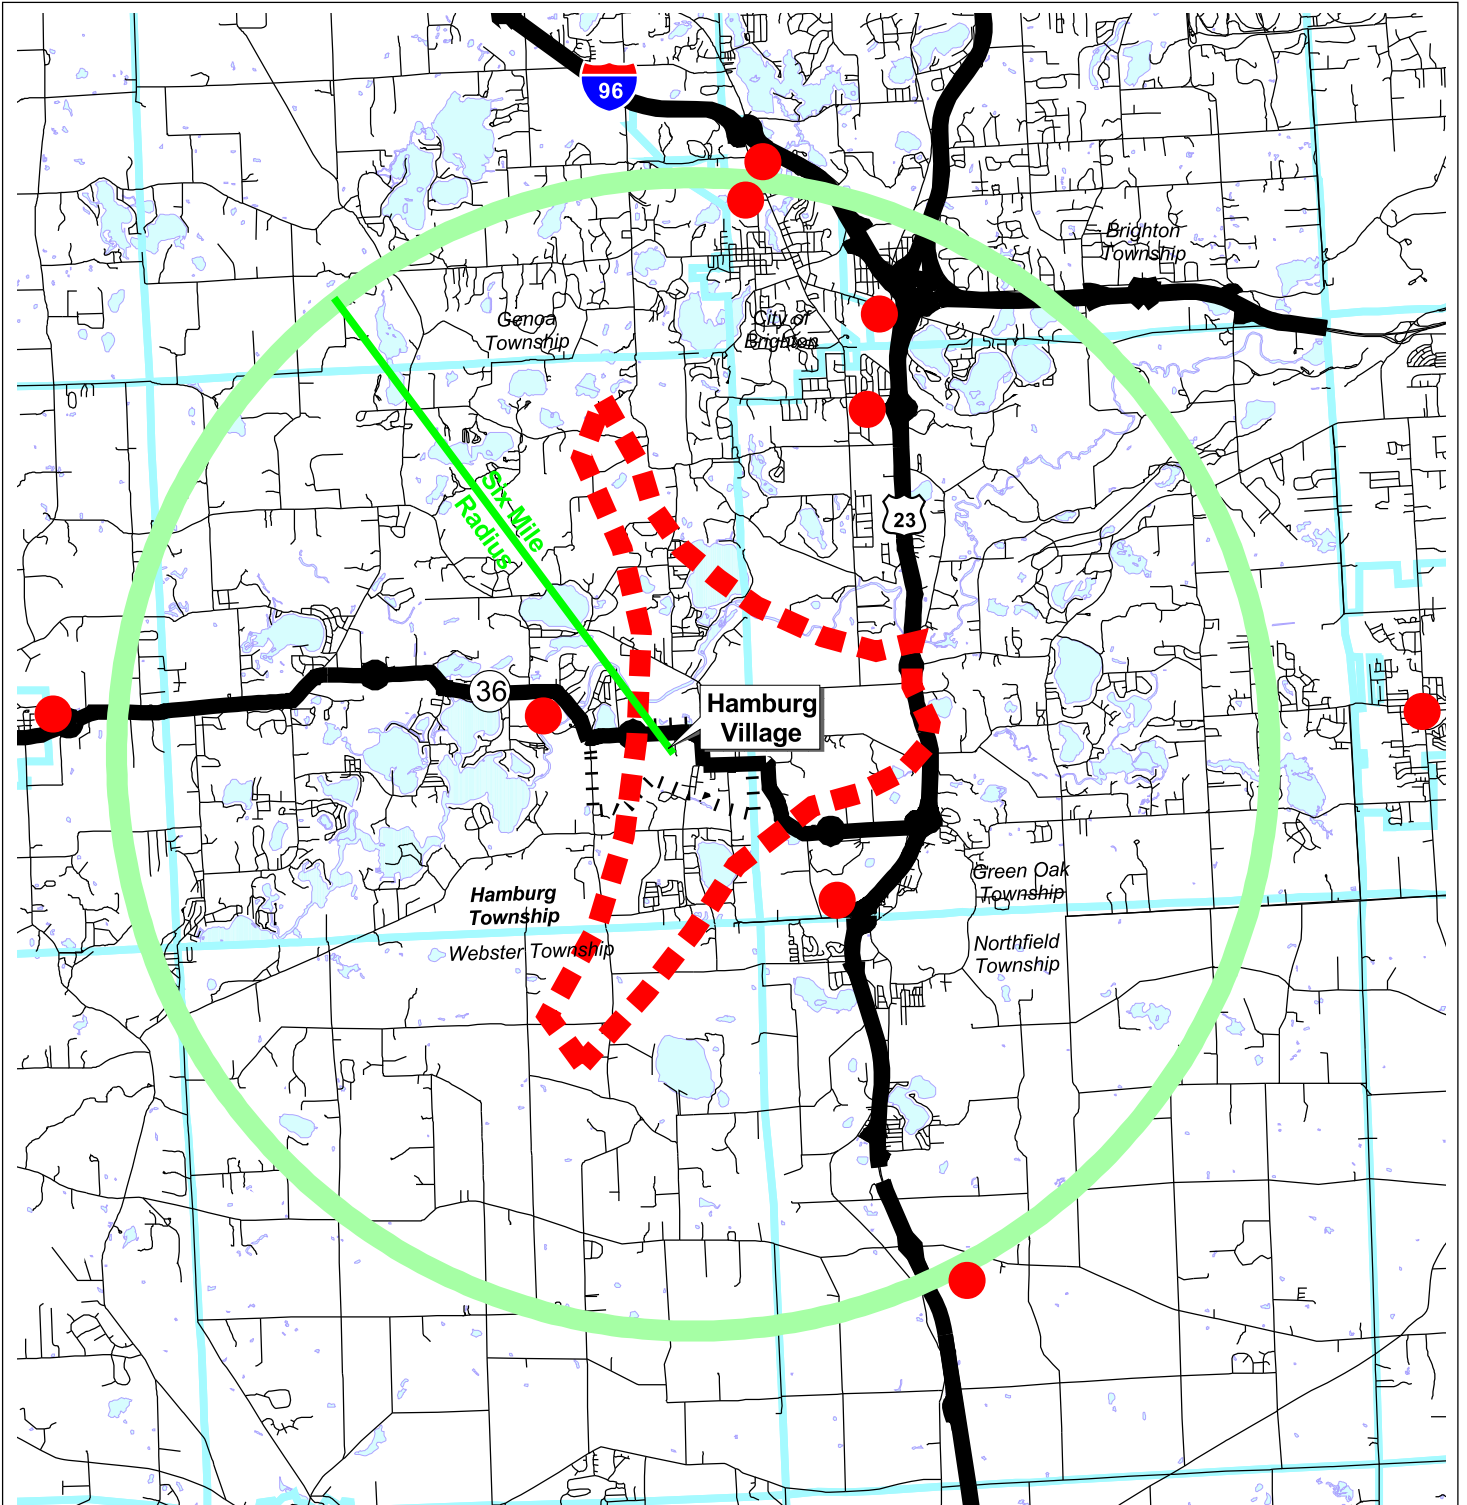 96
Brighton
Township
Genoa
Township
City of
Brighton
Six Mile
Radius
23
36
Hamburg
Village
Hamburg
Township
Green Oak
Township
Webster Township
Northfield
Township